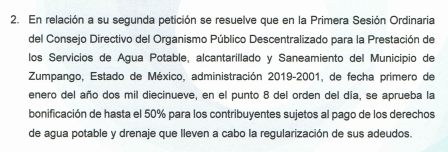 2. En relación a su segunda petición se resuelve que en la Primera Sesión Ordinaria
del Consejo Directivo del Organismo Público Descentralizado para la Prestación de
los Servicios de Agua Potable, alcantarillado y Saneamiento del Municipio de
Zumpango, Estado de México, administración 2019-2001, de fecha primero de
enero del año dos mil diecinueve, en el punto 8 del orden del día, se aprueba la
bonificación de hasta el 50% para los contribuyentes sujetos al pago de los derechos
de agua potable y drenaje que lleven a cabo la regularización de sus adeudos.